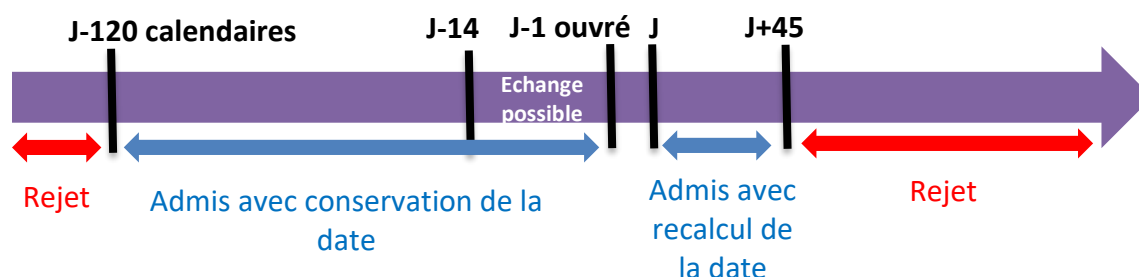 J-120 calendaires J-14 J-1 ouvré J J+45
Echange
possible
Rejet
Admis avec conservation de la
date
Admis avec
recalcul de
la date
Rejet